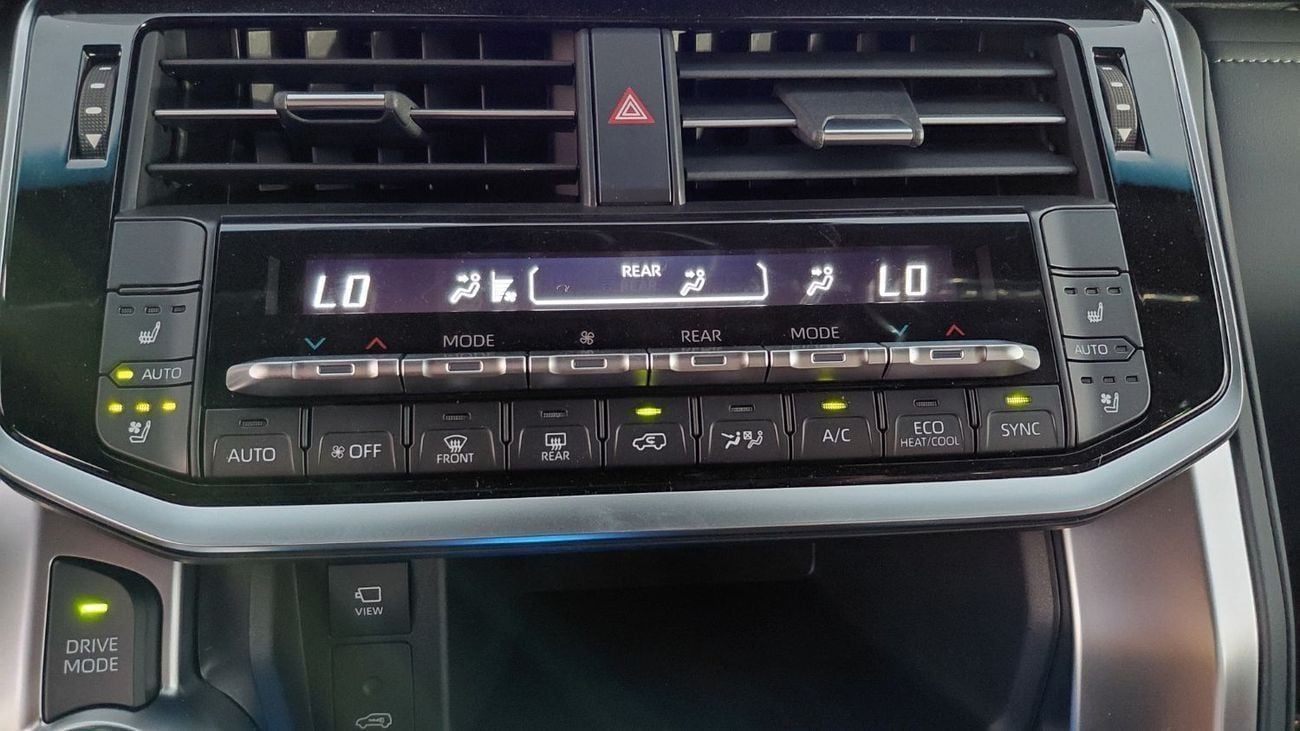 LO
REAR
LO
MODE
REAR
MODE
AUTO
AUTO
AUTO
OFF
FRONT
REAR
A/C
ECO
HEAT/COOL
SYNC
VIEW
DRIVE
MODE